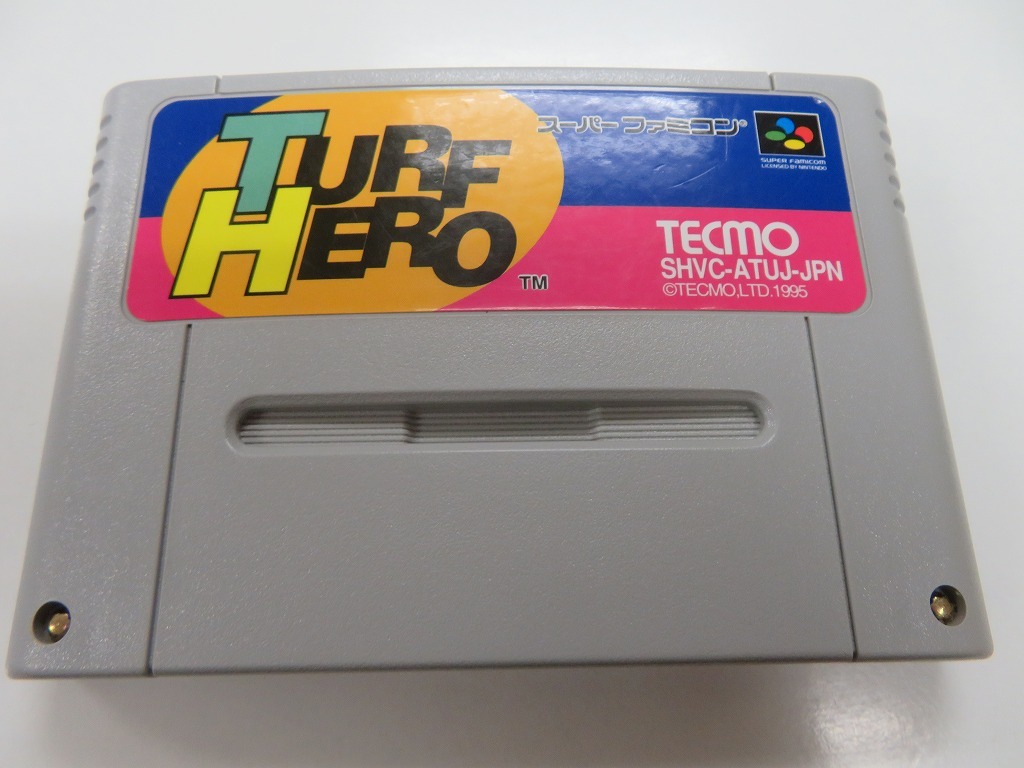 TURF
HERO
TM
スーパーファミコン®
SUPER FAMICOM
LICENSED BY NINTENDO
TECMO
SHVC-ATUJ-JPN
©TECMO,LTD.1995